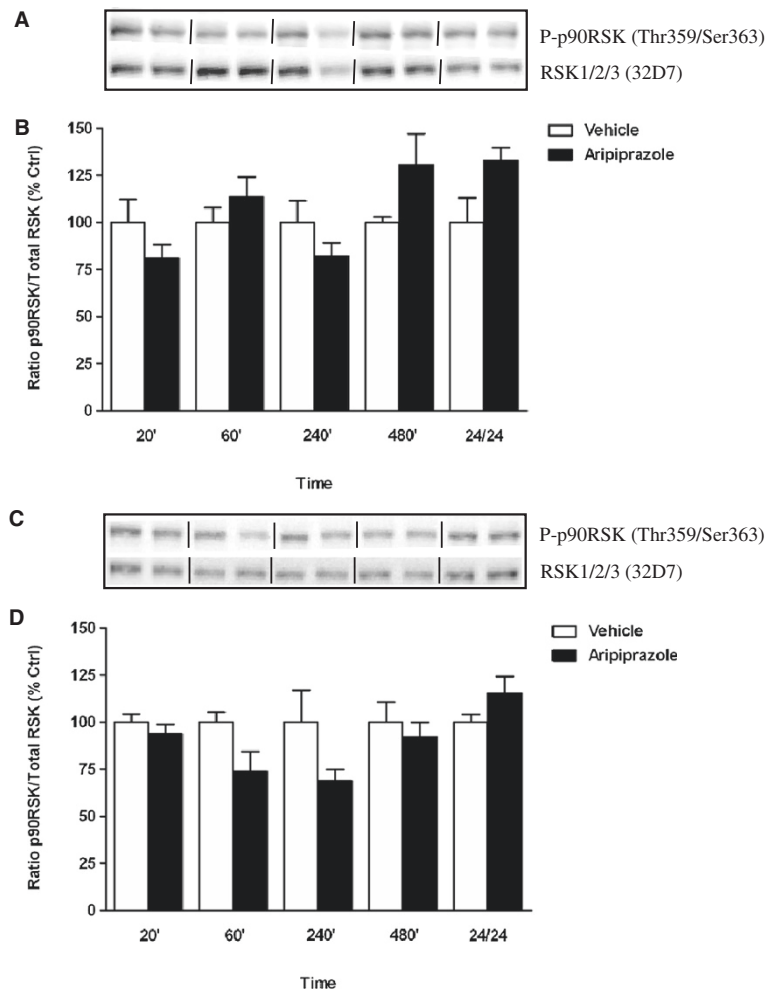 A
P-p90RSK (Thr359/Ser363)
RSK1/2/3 (32D7)
B
Ratio p90RSK/Total RSK (% Ctrl)
150
125
100
75
50
25
0
Vehicle
Aripiprazole
20' 60' 240' 480' 24/24
Time
C
P-p90RSK (Thr359/Ser363)
RSK1/2/3 (32D7)
D
Ratio p90RSK/Total RSK (% Ctrl)
150
125
100
75
50
25
0
Vehicle
Aripiprazole
20' 60' 240' 480' 24/24
Time